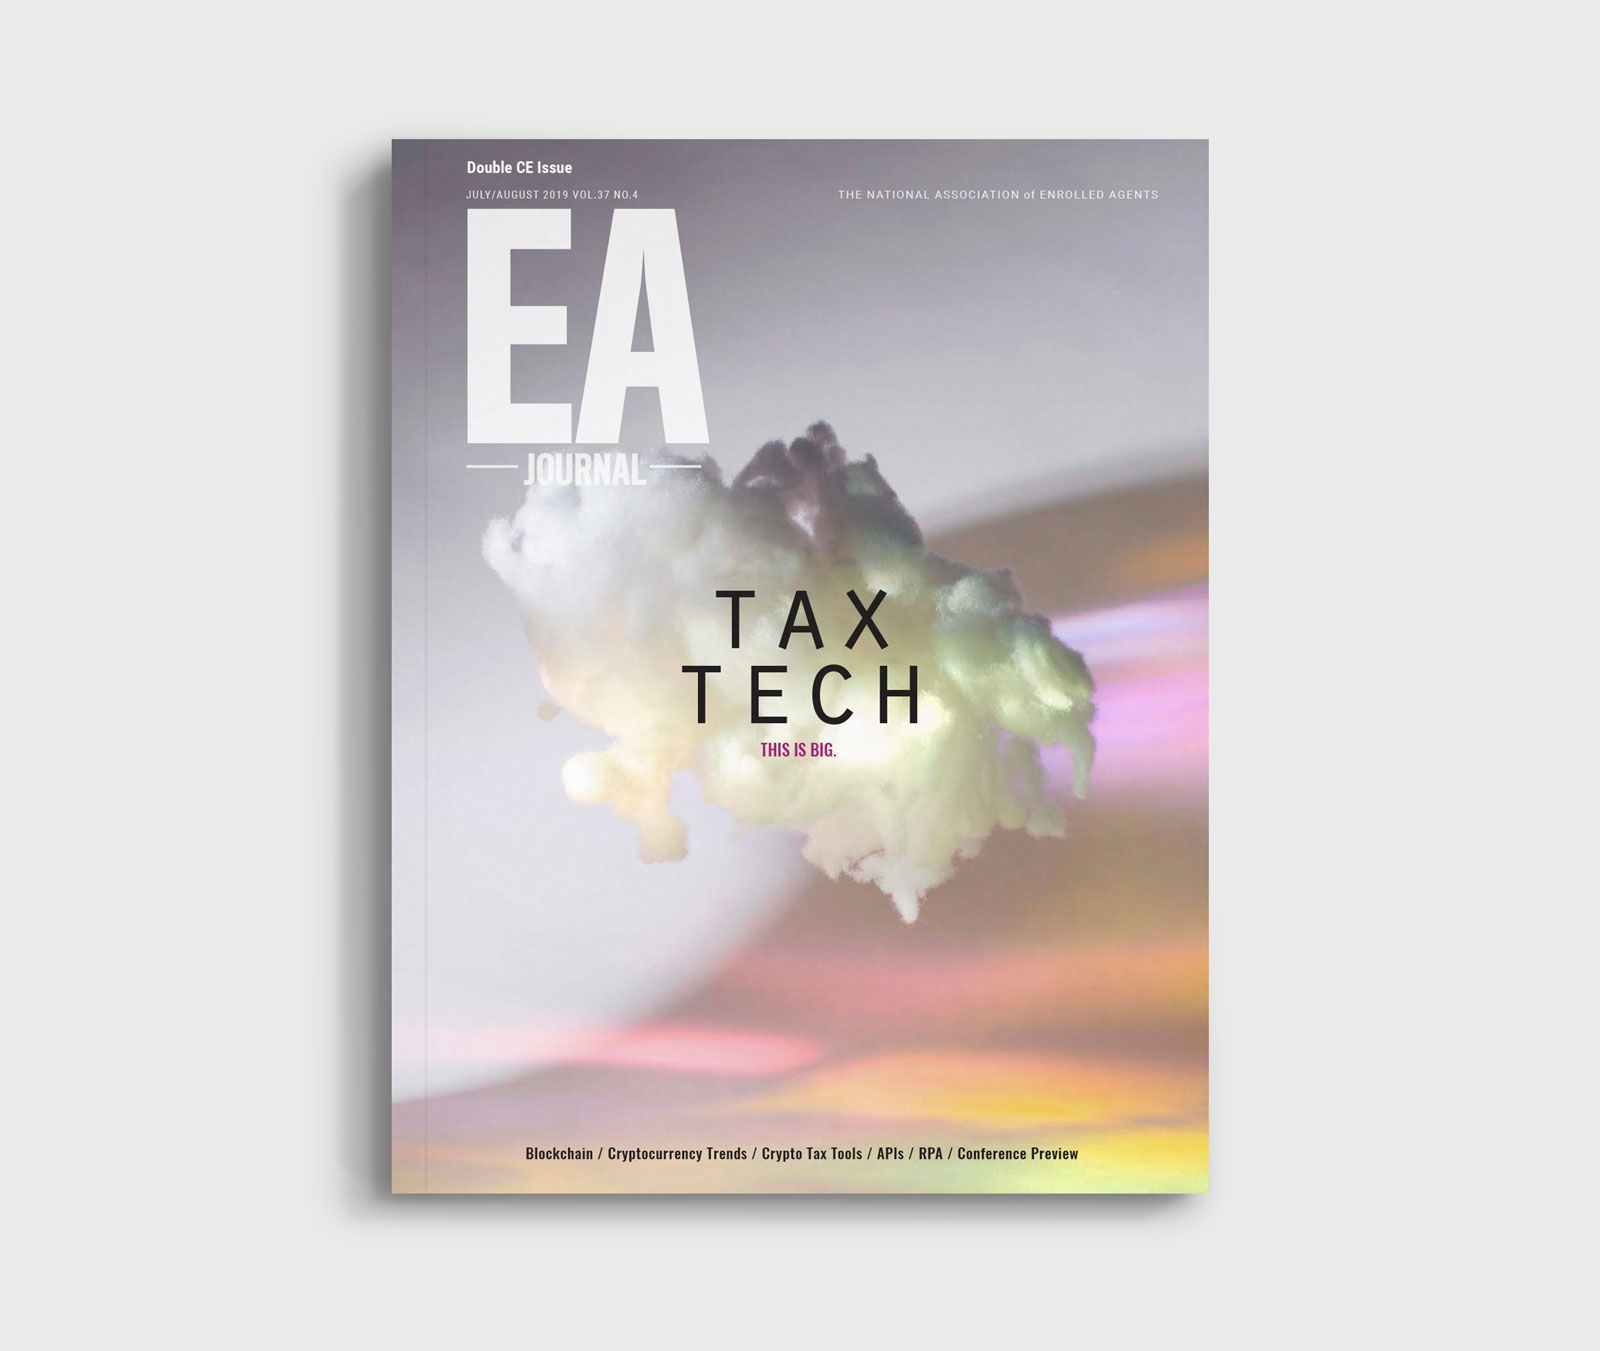 Double CE Issue
JULY/AUGUST 2019 VOL.37 NO.4
THE NATIONAL ASSOCIATION of ENROLLED AGENTS
EA
JOURNAL
TAX
TECH
THIS IS BIG.
Blockchain / Cryptocurrency Trends / Crypto Tax Tools / APIs / RPA / Conference Preview